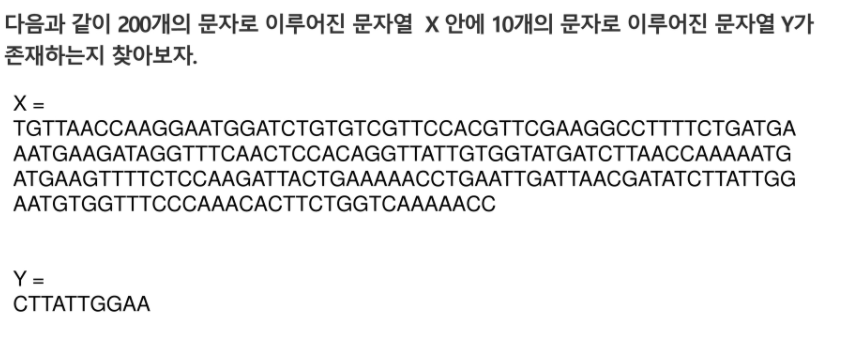 다음과 같이 200개의 문자로 이루어진 문자열 X 안에 10개의 문자로 이루어진 문자열 Y가
존재하는지 찾아보자.
X =
TGTTAACCAAGGAATGGATCTGTGTCGTTCCACGTTCGAAGGCCTTTTCTGATGA
AATGAAGATAGGTTTCAACTCCACAGGTTATTGTGGTATGATCTTAACCAAAAATG
ATGAAGTTTTCTCCAAGATTACTGAAAAACCTGAATTGATTAACGATATCTTATTGG
AATGTGGTTTCCCAAACACTTCTGGTCAAAAACC
Y =
CTTATTGGAA